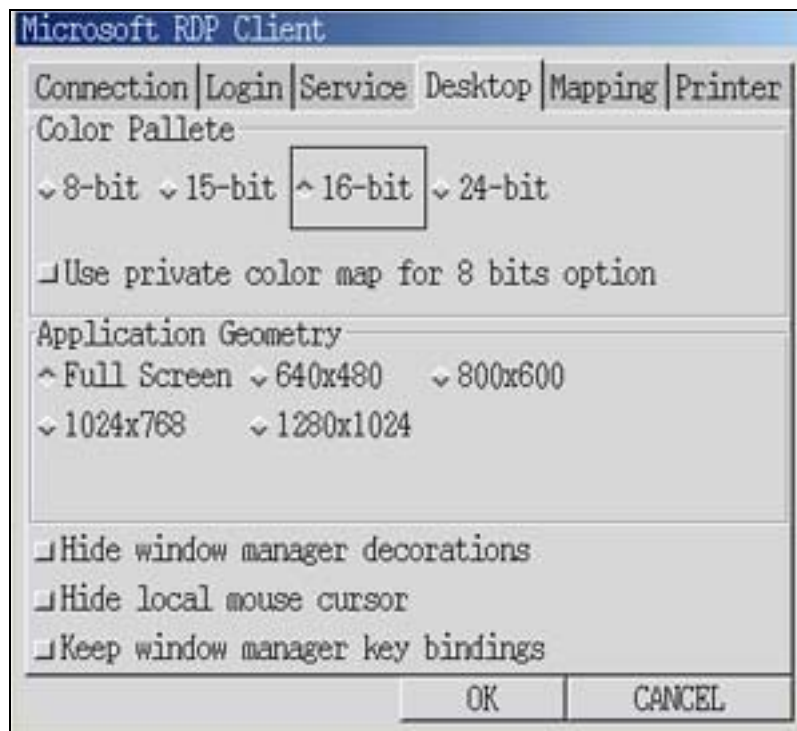 Microsoft RDP Client
Connection Login Service Desktop Mapping Printer
Color Pallete
8-bit 15-bit 16-bit 24-bit
Use private color map for 8 bits option
Application Geometry
Full Screen 640x480 800x600
1024x768 1280x1024
Hide window manager decorations
Hide local mouse cursor
Keep window manager key bindings
OK CANCEL